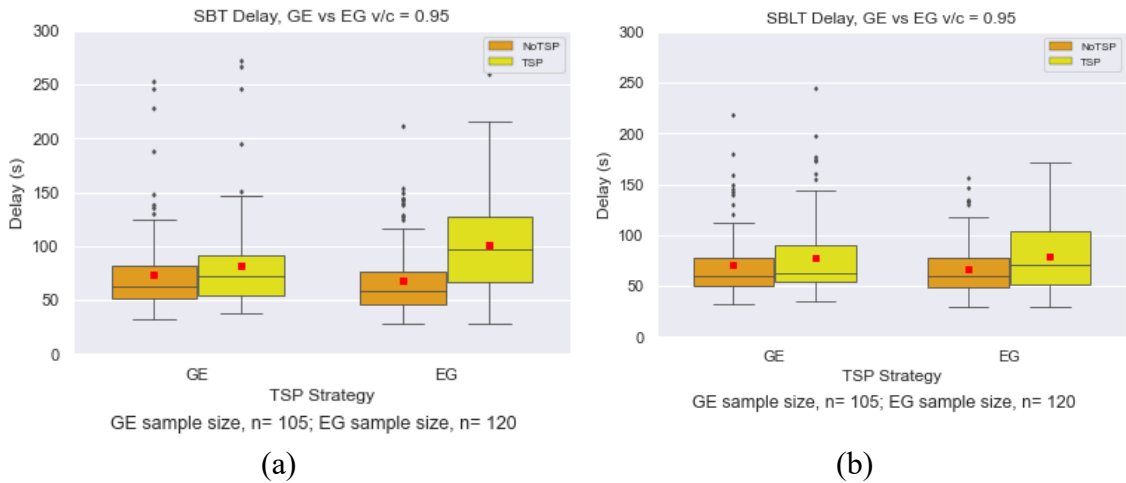 SBT Delay, GE vs EG v/c = 0.95
300
250
200
150
100
50
0
Delay (s)
NoTSP
TSP
GE
EG
TSP Strategy
GE sample size, n= 105; EG sample size, n= 120
(a)
SBLT Delay, GE vs EG v/c = 0.95
300
250
200
150
100
50
0
Delay (s)
NoTSP
TSP
GE
EG
TSP Strategy
GE sample size, n= 105; EG sample size, n= 120
(b)